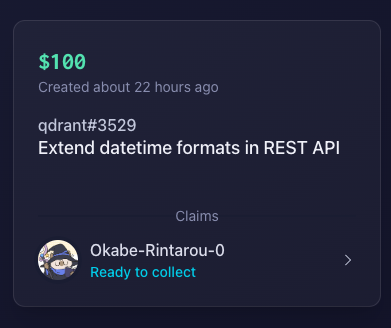 $100
Created about 22 hours ago
qdrant#3529
Extend datetime formats in REST API
Claims
Okabe-Rintarou-0
Ready to collect